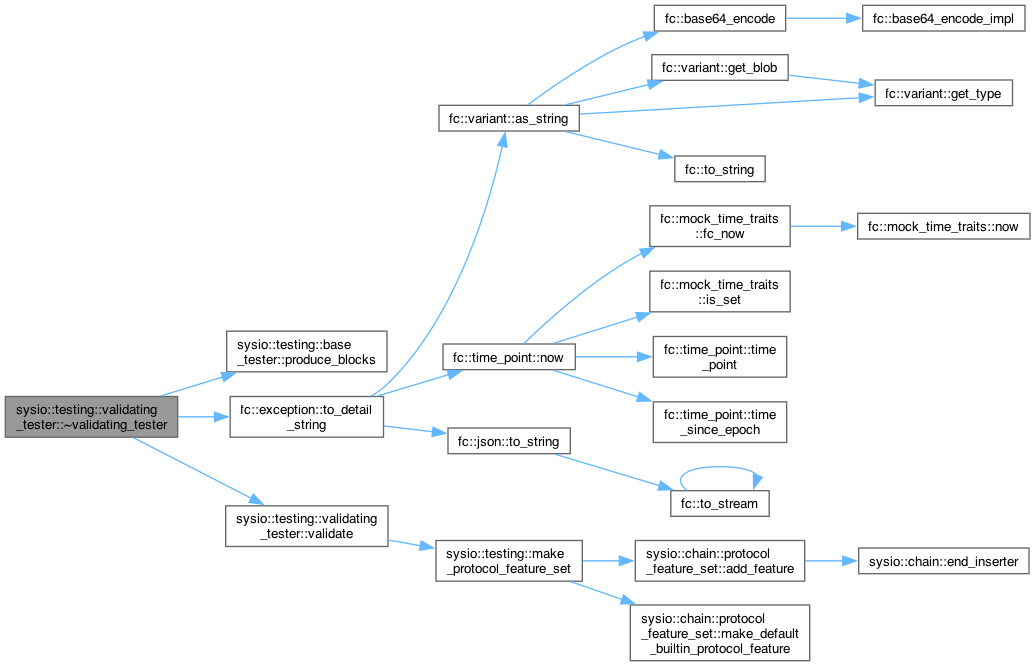 fc::base64_encode
fc::base64_encode_impl
fc::variant::get_blob
fc::variant::get_type
fc::variant::as_string
fc::to_string
fc::mock_time_traits
::fc_now
fc::mock_time_traits::now
fc::mock_time_traits
::is_set
sysio::testing::base
_tester::produce_blocks
fc::time_point::now
fc::time_point::time
_point
sysio::testing::validating
_tester::~validating_tester
fc::exception::to_detail
_string
fc::time_point::time
_since_epoch
fc::json::to_string
fc::to_stream
sysio::testing::validating
_tester::validate
sysio::testing::make
_protocol_feature_set
sysio::chain::protocol
_feature_set::add_feature
sysio::chain::end_inserter
sysio::chain::protocol
_feature_set::make_default
_builtin_protocol_feature